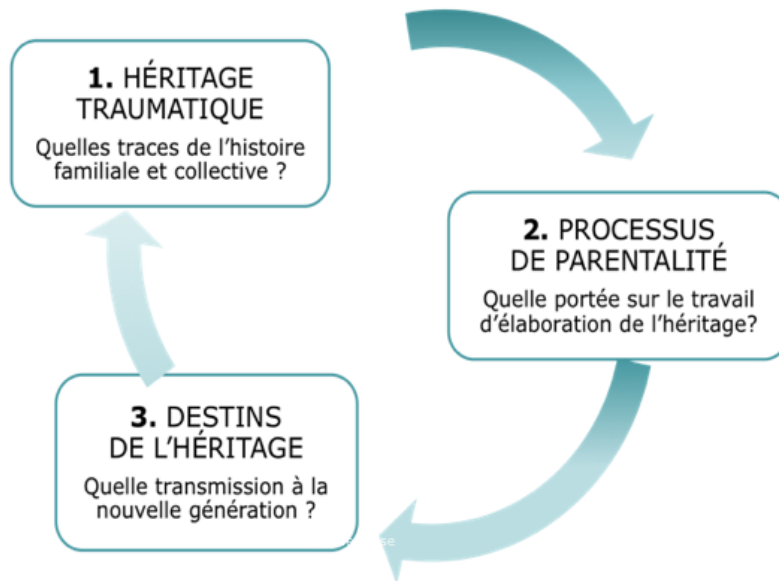 1. HÉRITAGE
TRAUMATIQUE
Quelles traces de l’histoire
familiale et collective ?
2. PROCESSUS
DE PARENTALITÉ
Quelle portée sur le travail
d’élaboration de l’héritage?
3. DESTINS
DE L’HÉRITAGE
Quelle transmission à la
nouvelle génération ?